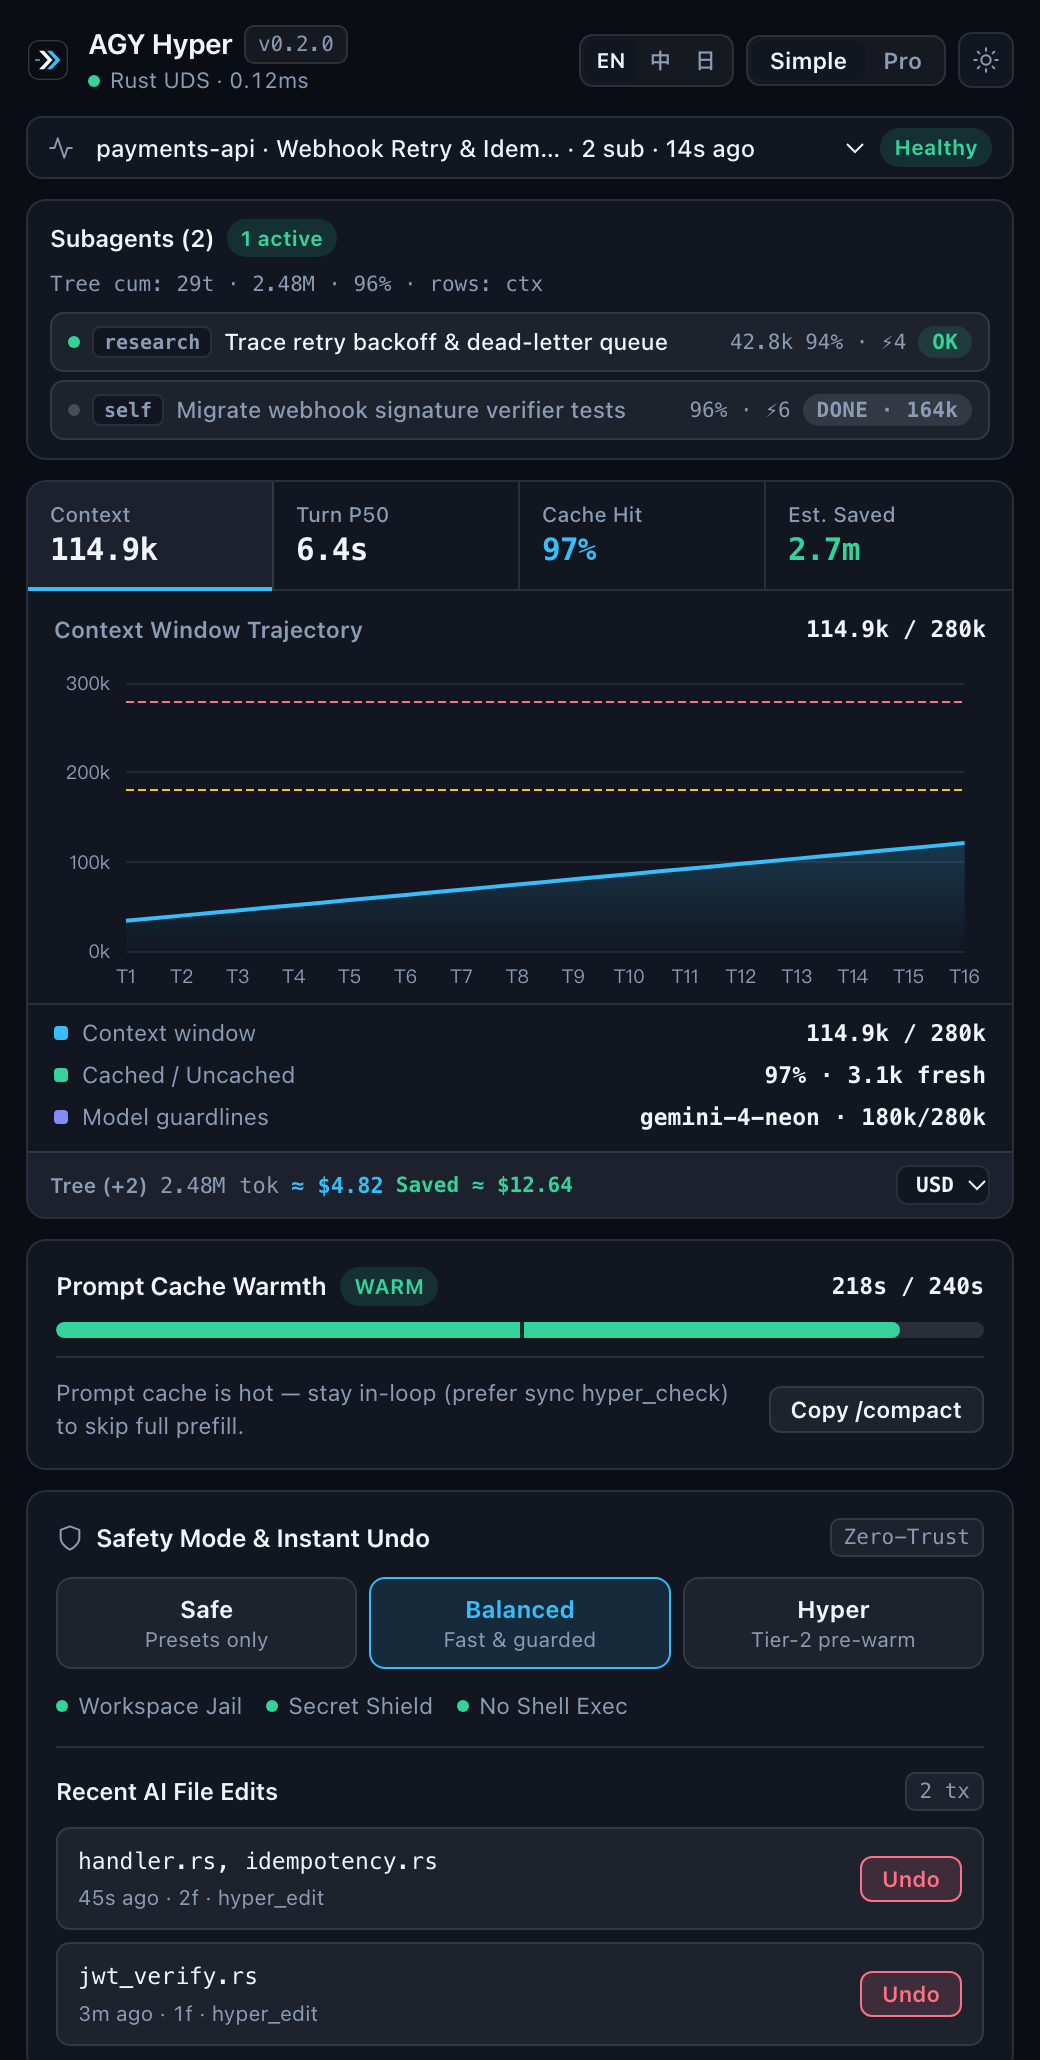 AGY Hyper v0.2.0
Rust UDS · 0.12ms
EN 中 日
Simple Pro
payments-api · Webhook Retry & Idem... · 2 sub · 14s ago
Healthy
Subagents (2) 1 active
Tree cum: 29t · 2.48M · 96% · rows: ctx
research Trace retry backoff & dead-letter queue 42.8k 94% · ⚡4 OK
self Migrate webhook signature verifier tests 96% · ⚡6 DONE · 164k
Context
114.9k
Turn P50
6.4s
Cache Hit
97%
Est. Saved
2.7m
Context Window Trajectory 114.9k / 280k
300k
200k
100k
0k
T1 T2 T3 T4 T5 T6 T7 T8 T9 T10 T11 T12 T13 T14 T15 T16
Context window 114.9k / 280k
Cached / Uncached 97% · 3.1k fresh
Model guardlines gemini-4-neon · 180k/280k
Tree (+2) 2.48M tok ≈ $4.82 Saved ≈ $12.64 USD
Prompt Cache Warmth WARM 218s / 240s
Prompt cache is hot — stay in-loop (prefer sync hyper_check)
to skip full prefill.
Copy /compact
Safety Mode & Instant Undo Zero-Trust
Safe
Presets only
Balanced
Fast & guarded
Hyper
Tier-2 pre-warm
Workspace Jail Secret Shield No Shell Exec
Recent AI File Edits 2 tx
handler.rs, idempotency.rs
45s ago · 2f · hyper_edit
Undo
jwt_verify.rs
3m ago · 1f · hyper_edit
Undo